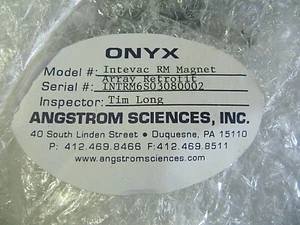 ONYX
Model #: Intevac RM Magnet
Array Retrofit
Serial #: INTRM6S03080002
Inspector: Tim Long
ANGSTROM SCIENCES, INC.
40 South Linden Street • Duquesne, PA 15110
P: 412.469.8466 F: 412.469.8511
www.angstromsciences.com